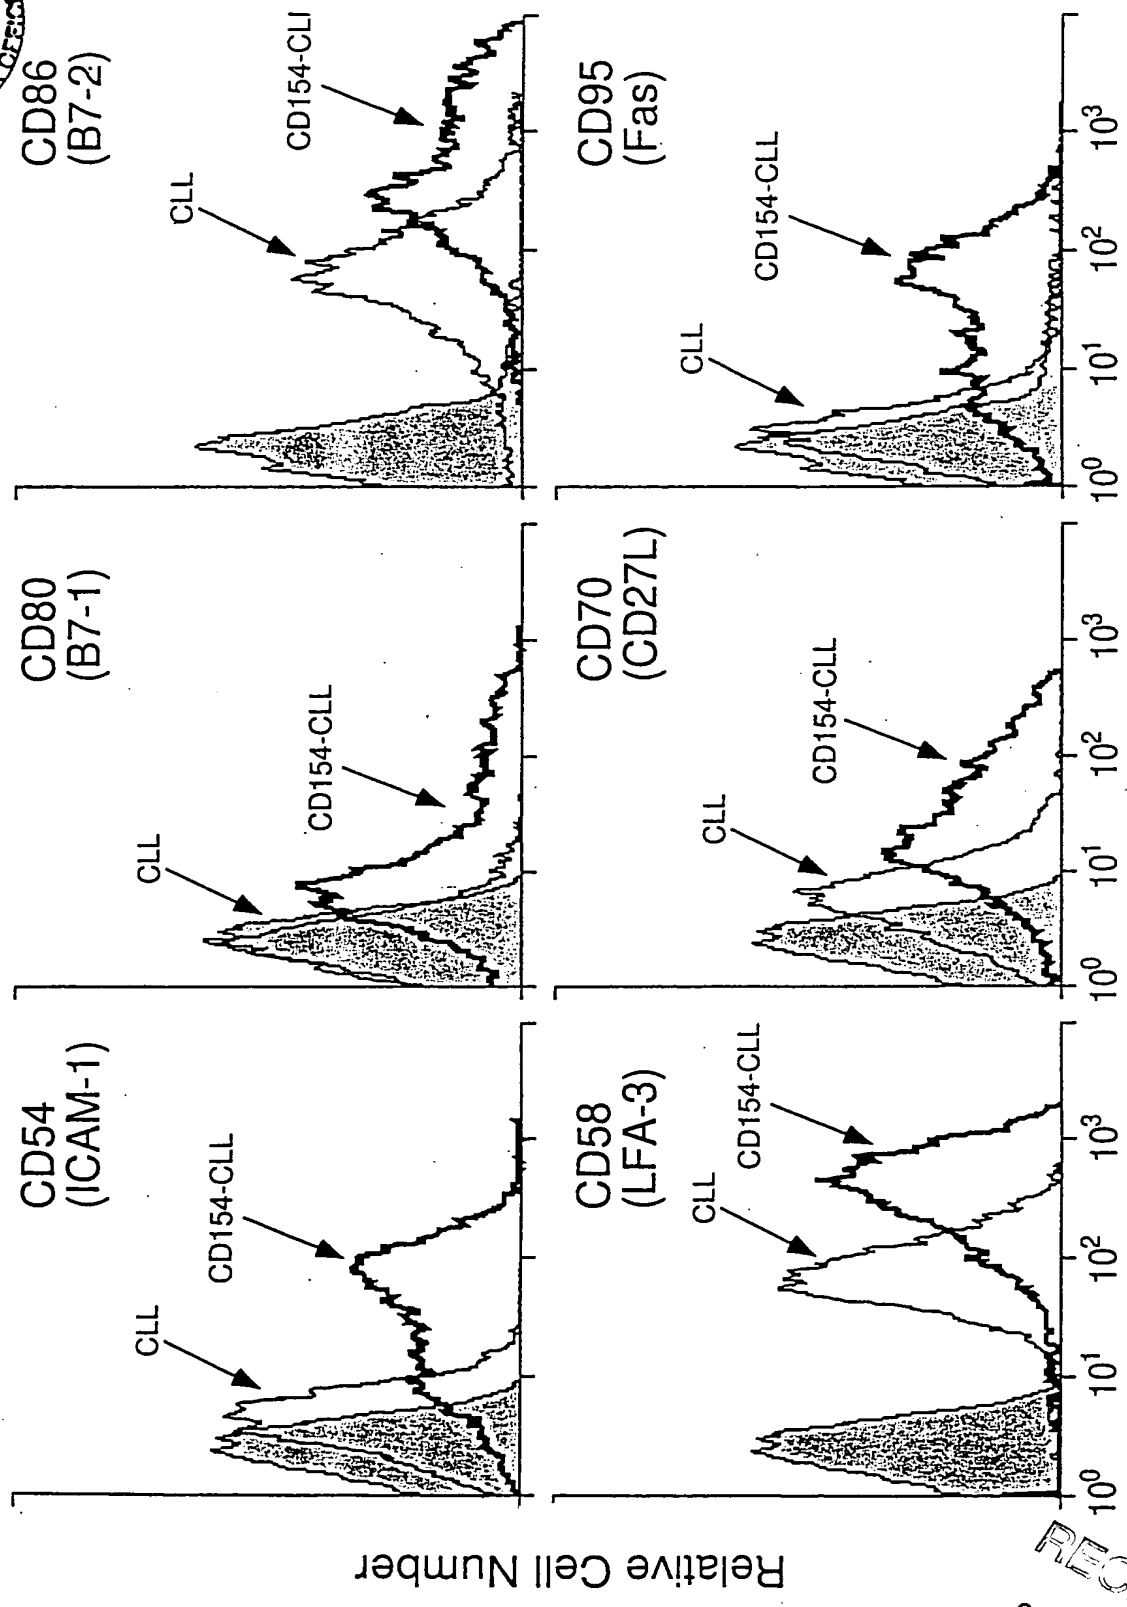 CD54
(ICAM-1)
CLL
CD154-CLL
CD80
(B7-1)
CLL
CD154-CLL
CD86
(B7-2)
CLL
CD154-CLI
Relative Cell Number
CD58
(LFA-3)
CLL
CD154-CLL
10⁰ 10¹ 10² 10³
CD70
(CD27L)
CLL
CD154-CLL
10⁰ 10¹ 10² 10³
CD95
(Fas)
CLL
CD154-CLL
10⁰ 10¹ 10² 10³
REC